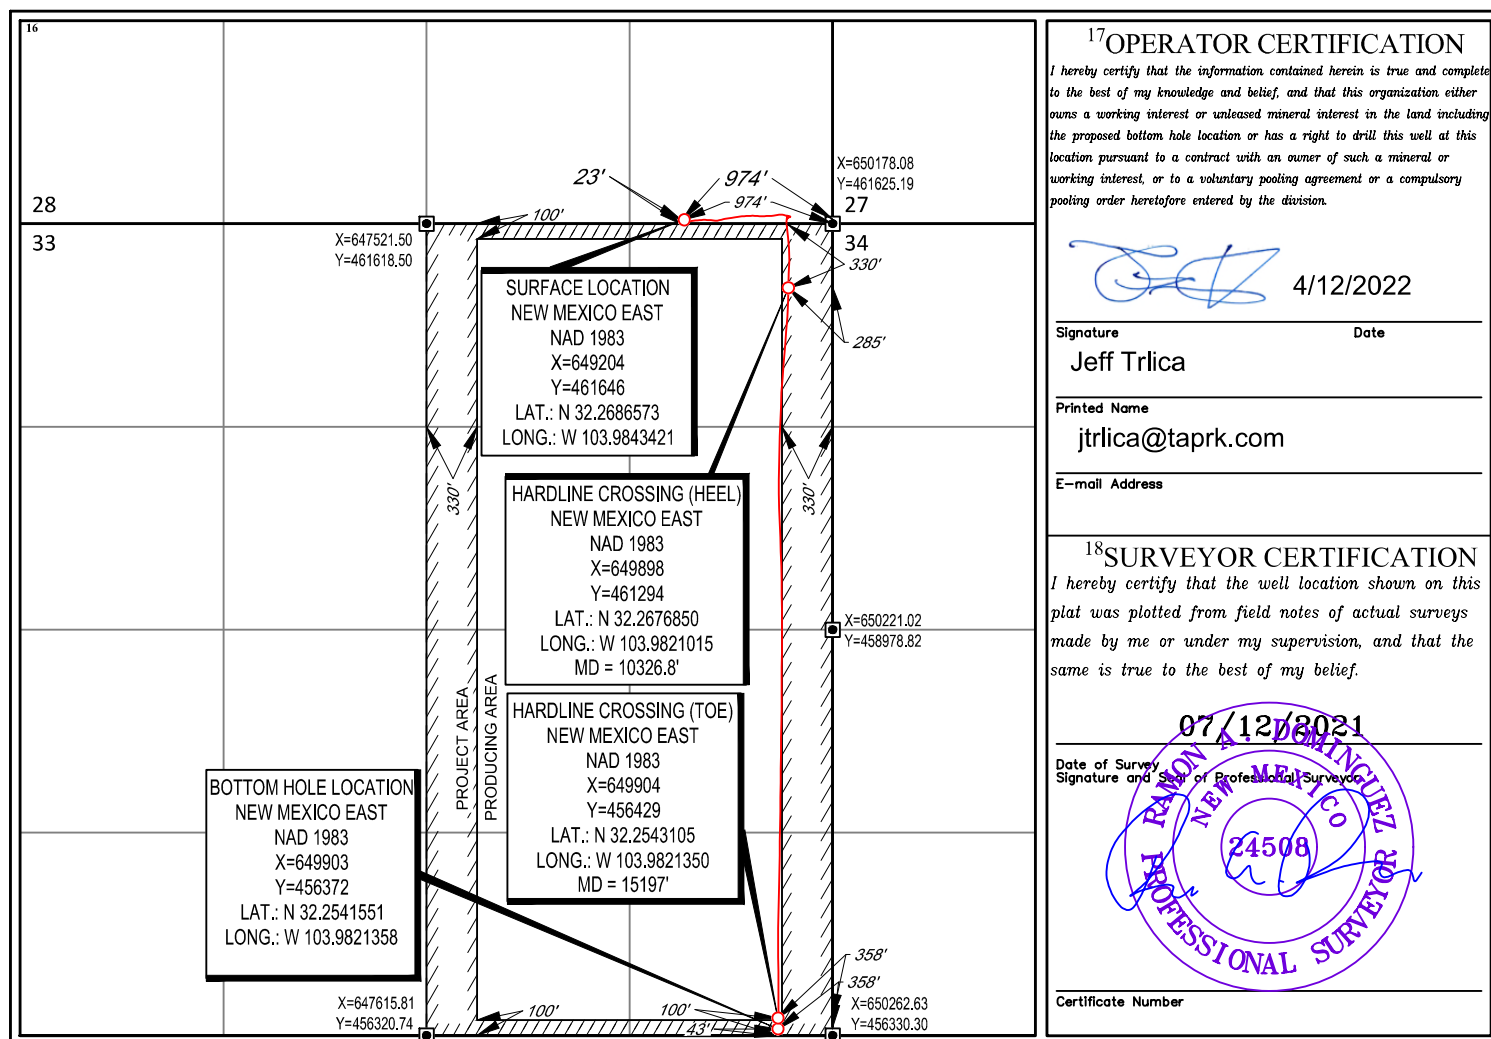 16
28
33
27
34
23'
974'
974'
100'
330'
285'
X=650178.08
Y=461625.19
X=647521.50
Y=461618.50
SURFACE LOCATION
NEW MEXICO EAST
NAD 1983
X=649204
Y=461646
LAT.: N 32.2686573
LONG.: W 103.9843421
330'
330'
HARDLINE CROSSING (HEEL)
NEW MEXICO EAST
NAD 1983
X=649898
Y=461294
LAT.: N 32.2676850
LONG.: W 103.9821015
MD = 10326.8'
X=650221.02
Y=458978.82
PROJECT AREA
PRODUCING AREA
HARDLINE CROSSING (TOE)
NEW MEXICO EAST
NAD 1983
X=649904
Y=456429
LAT.: N 32.2543105
LONG.: W 103.9821350
MD = 15197'
BOTTOM HOLE LOCATION
NEW MEXICO EAST
NAD 1983
X=649903
Y=456372
LAT.: N 32.2541551
LONG.: W 103.9821358
358'
358'
X=647615.81
Y=456320.74
100'
100'
43'
X=650262.63
Y=456330.30
17OPERATOR CERTIFICATION
I hereby certify that the information contained herein is true and complete
to the best of my knowledge and belief, and that this organization either
owns a working interest or unleased mineral interest in the land including
the proposed bottom hole location or has a right to drill this well at this
location pursuant to a contract with an owner of such a mineral or
working interest, or to a voluntary pooling agreement or a compulsory
pooling order heretofore entered by the division.
4/12/2022
Signature Date
Jeff Trlica
Printed Name
jtrlica@taprk.com
E-mail Address
18SURVEYOR CERTIFICATION
I hereby certify that the well location shown on this
plat was plotted from field notes of actual surveys
made by me or under my supervision, and that the
same is true to the best of my belief.
07/12/2021
Date of Survey
Signature and Seal of Professional Surveyor
RAMON A. DOMINGUEZ
NEW MEXICO
24508
PROFESSIONAL SURVEYOR
Certificate Number